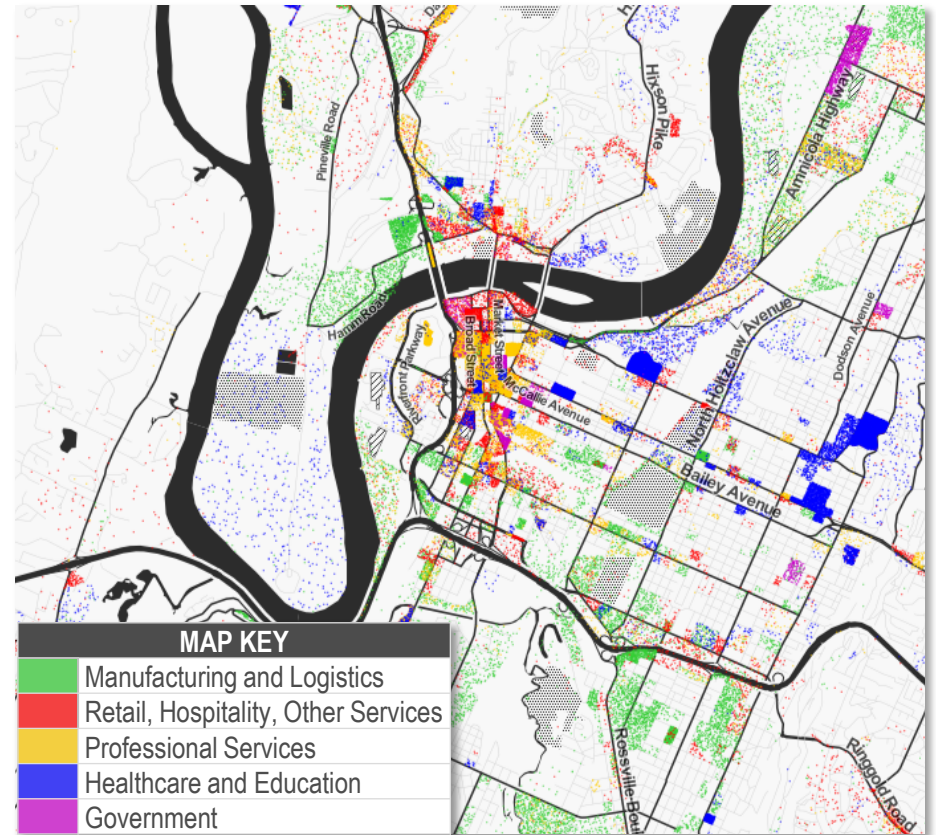 Da
H
Hixson Pike
Pineville Road
Amnicola Highway
Hamm Road
Riverfront Parkway
Broad Street
Market Street
McCallie Avenue
North Holtzclaw Avenue
Dodson Avenue
Bailey Avenue
Rossville Boul
Ringgold Road
MAP KEY
Manufacturing and Logistics
Retail, Hospitality, Other Services
Professional Services
Healthcare and Education
Government